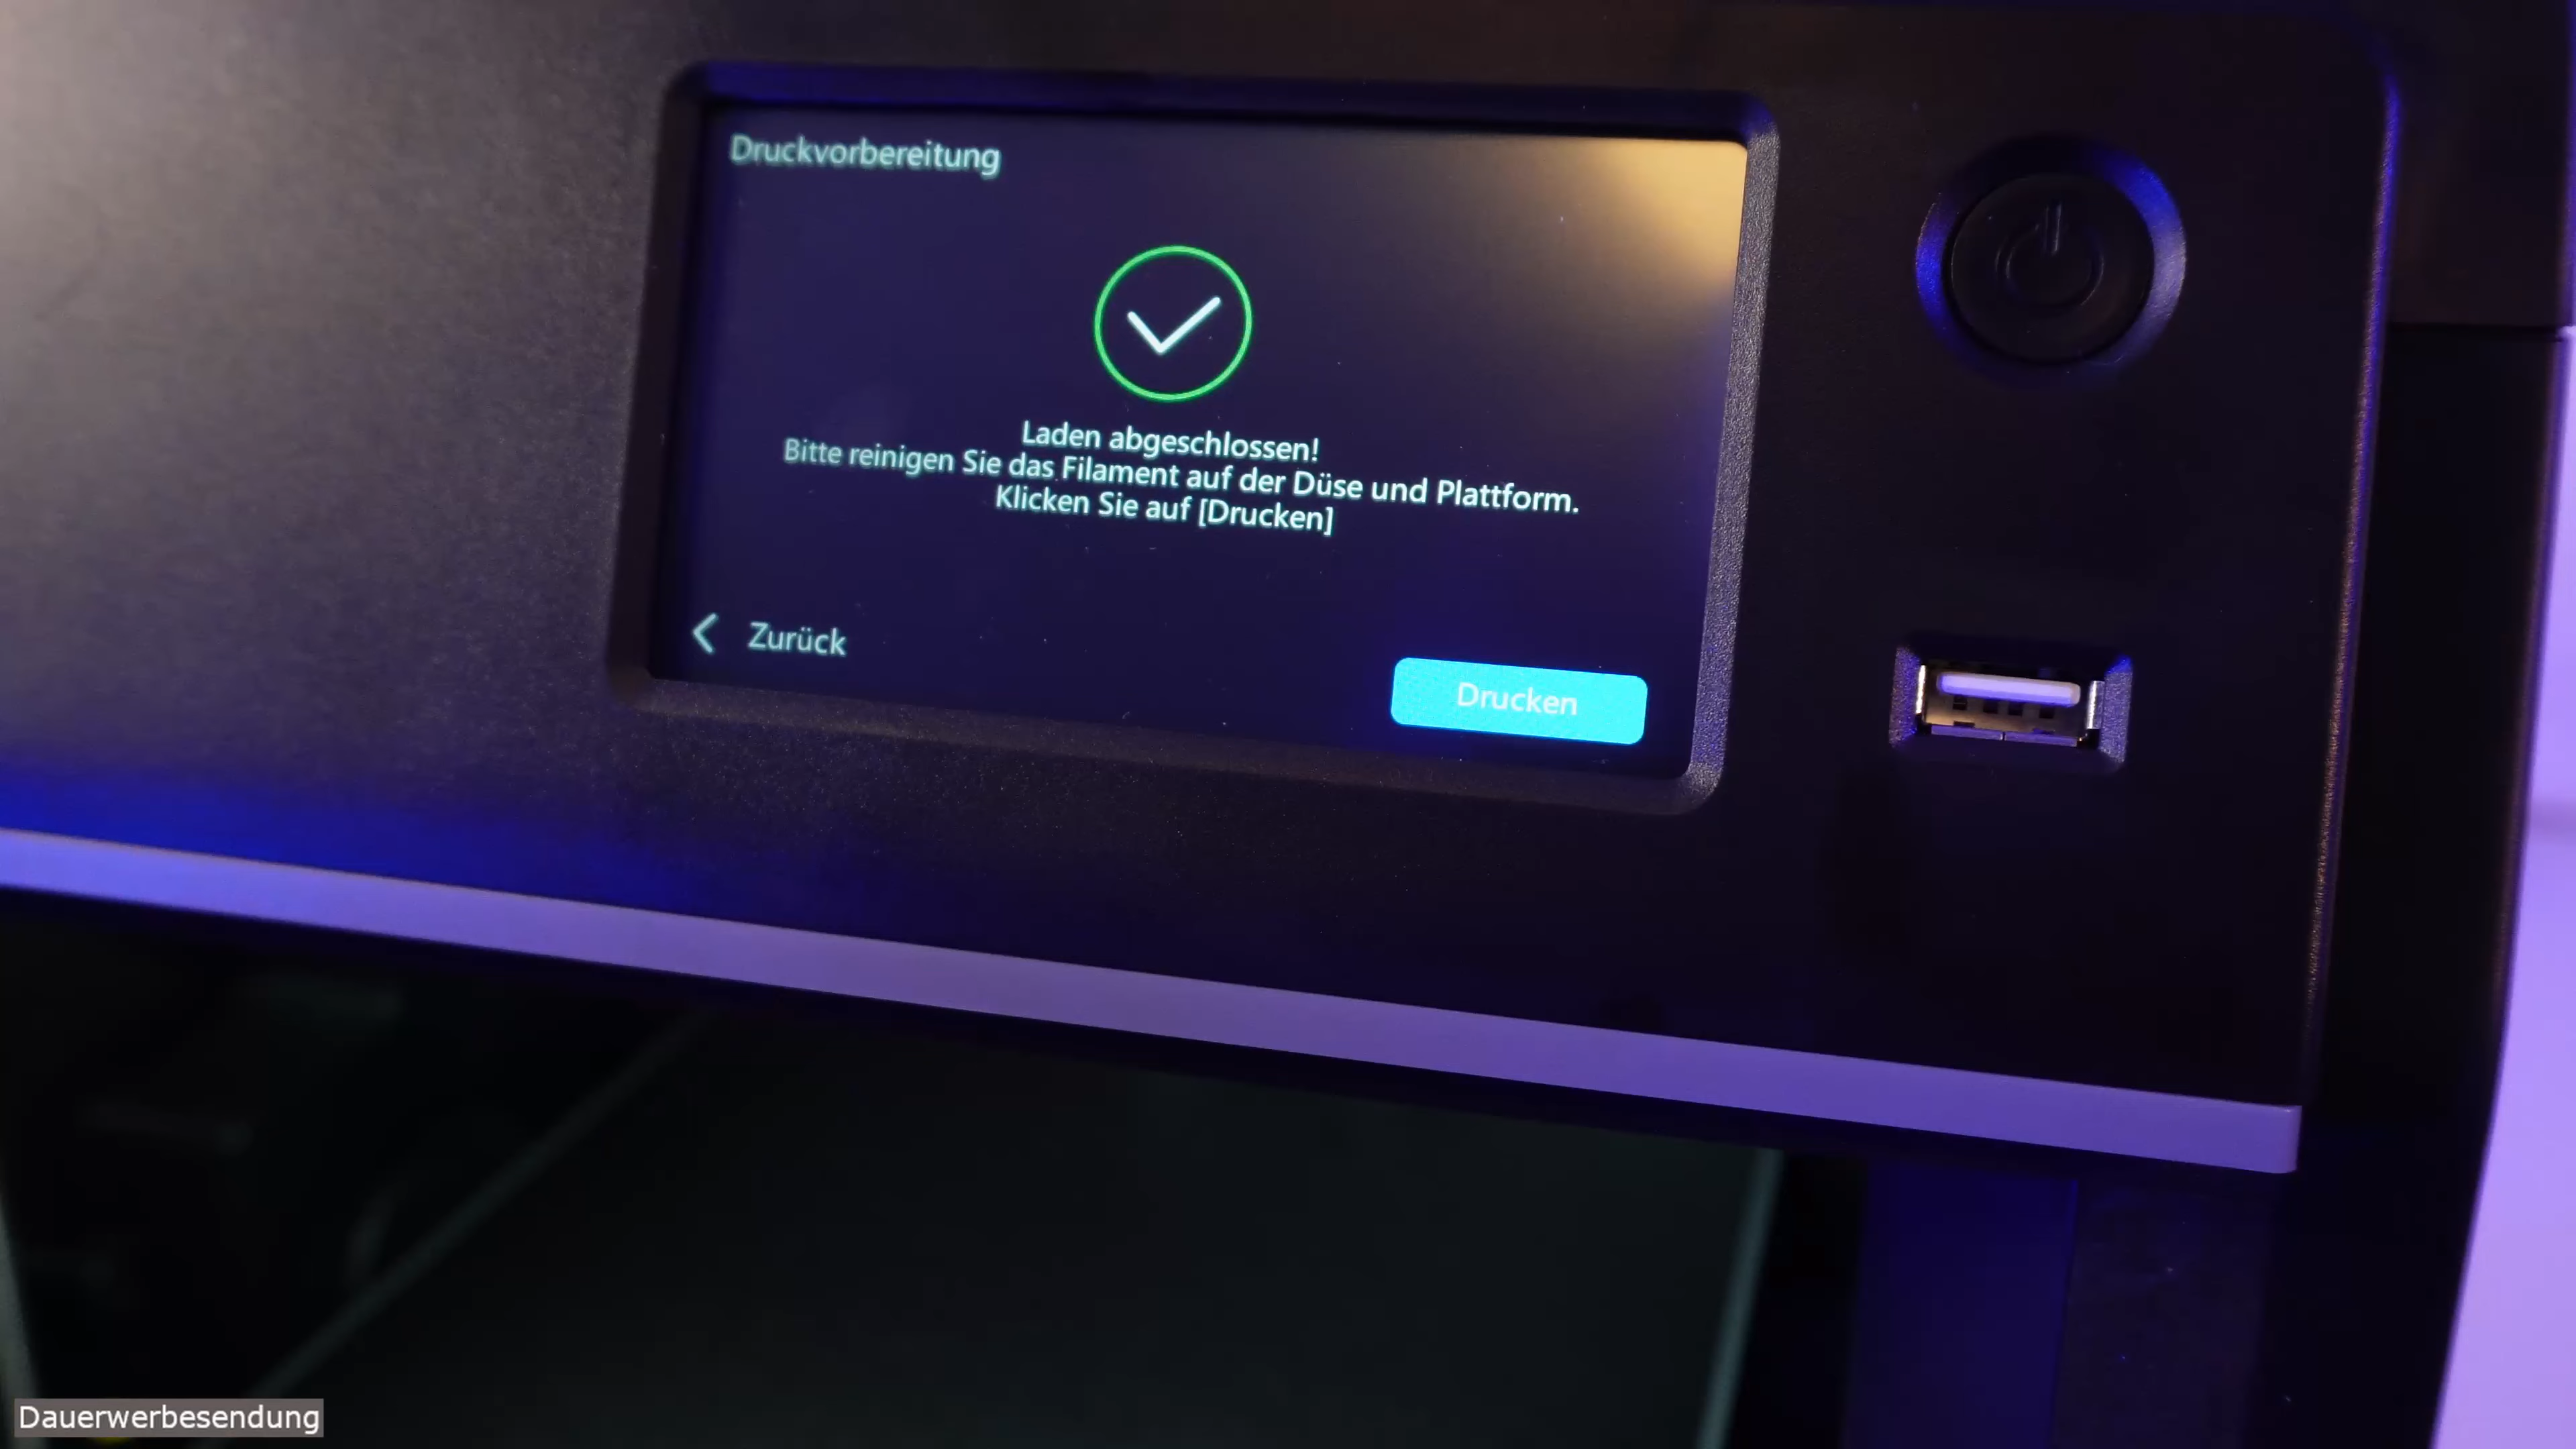 Druckvorbereitung
Laden abgeschlossen!
Bitte reinigen Sie das Filament auf der Düse und Plattform.
Klicken Sie auf [Drucken]
Zurück
Drucken
Dauerwerbesendung